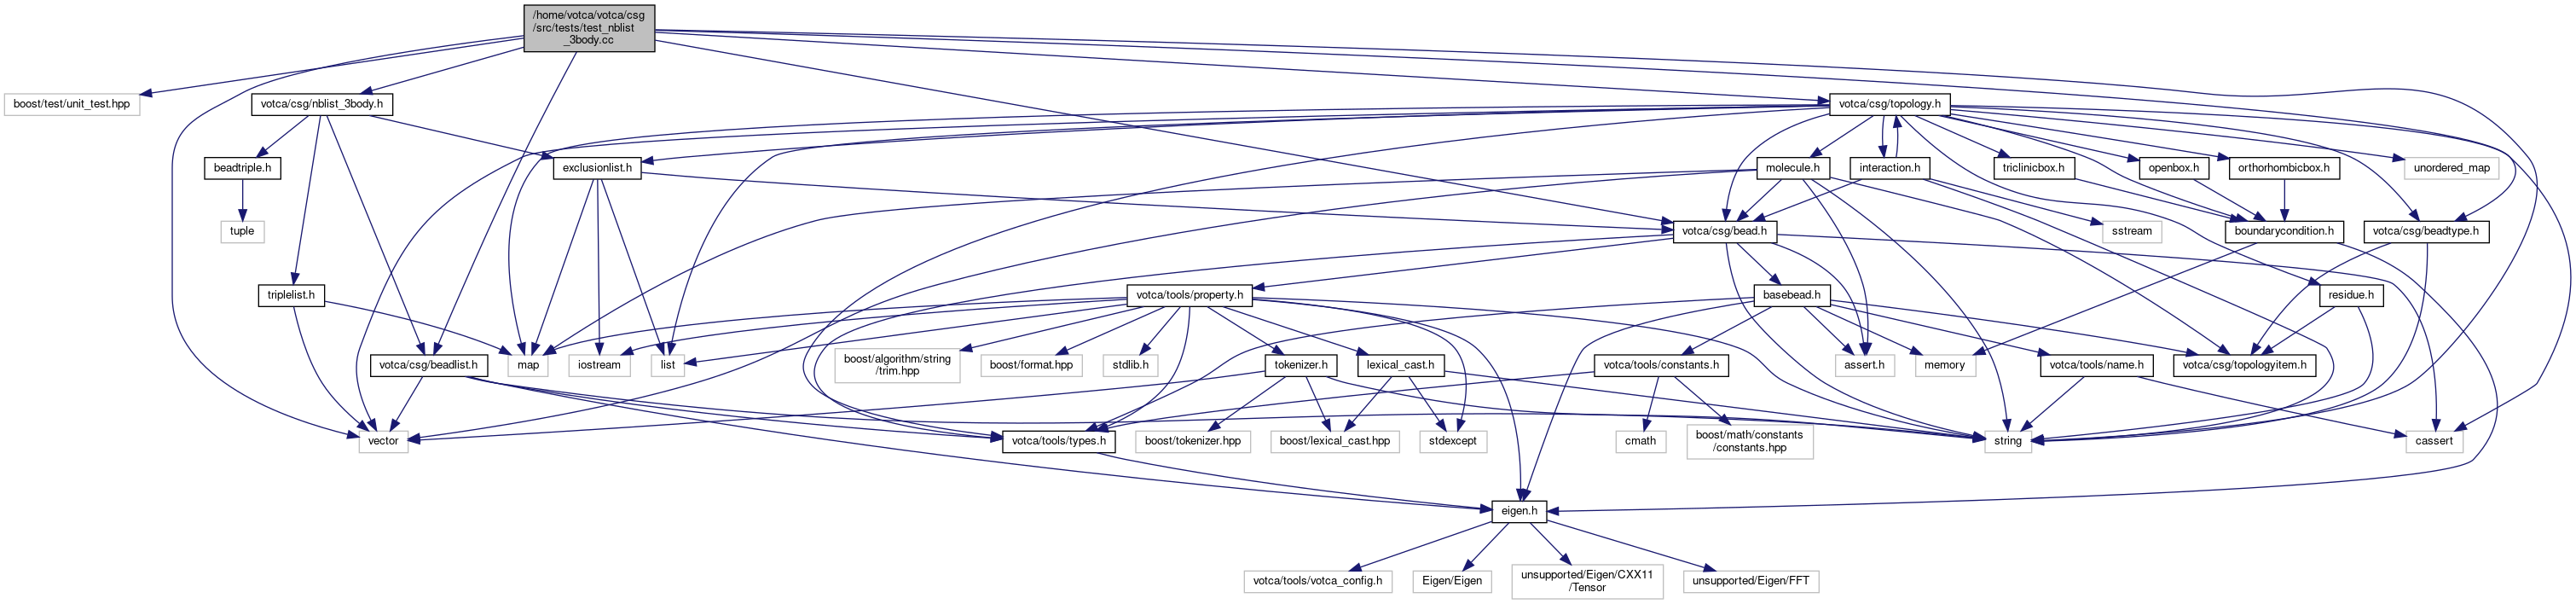 /home/votca/votca/csg
/src/tests/test_nblist
_3body.cc
boost/test/unit_test.hpp
votca/csg/nblist_3body.h
votca/csg/topology.h
beadtriple.h
exclusionlist.h
molecule.h
interaction.h
triclinicbox.h
openbox.h
orthorhombicbox.h
unordered_map
tuple
votca/csg/bead.h
sstream
boundarycondition.h
votca/csg/beadtype.h
triplelist.h
votca/tools/property.h
basebead.h
residue.h
votca/csg/beadlist.h
map
iostream
list
boost/algorithm/string
/trim.hpp
boost/format.hpp
stdlib.h
tokenizer.h
lexical_cast.h
votca/tools/constants.h
assert.h
memory
votca/tools/name.h
votca/csg/topologyitem.h
vector
votca/tools/types.h
boost/tokenizer.hpp
boost/lexical_cast.hpp
stdexcept
cmath
boost/math/constants
/constants.hpp
string
cassert
eigen.h
votca/tools/votca_config.h
Eigen/Eigen
unsupported/Eigen/CXX11
/Tensor
unsupported/Eigen/FFT